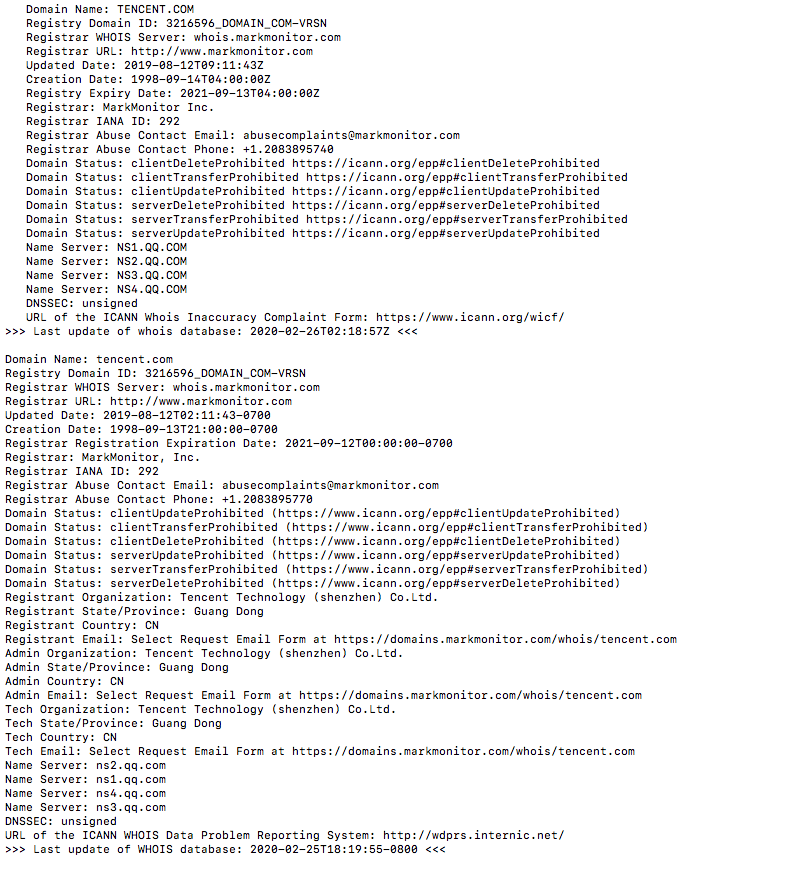 Domain Name: TENCENT.COM
Registry Domain ID: 3216596_DOMAIN_COM-VRSN
Registrar WHOIS Server: whois.markmonitor.com
Registrar URL: http://www.markmonitor.com
Updated Date: 2019-08-12T09:11:43Z
Creation Date: 1998-09-14T04:00:00Z
Registry Expiry Date: 2021-09-13T04:00:00Z
Registrar: MarkMonitor Inc.
Registrar IANA ID: 292
Registrar Abuse Contact Email: abusecomplaints@markmonitor.com
Registrar Abuse Contact Phone: +1.2083895740
Domain Status: clientDeleteProhibited https://icann.org/epp#clientDeleteProhibited
Domain Status: clientTransferProhibited https://icann.org/epp#clientTransferProhibited
Domain Status: clientUpdateProhibited https://icann.org/epp#clientUpdateProhibited
Domain Status: serverDeleteProhibited https://icann.org/epp#serverDeleteProhibited
Domain Status: serverTransferProhibited https://icann.org/epp#serverTransferProhibited
Domain Status: serverUpdateProhibited https://icann.org/epp#serverUpdateProhibited
Name Server: NS1.QQ.COM
Name Server: NS2.QQ.COM
Name Server: NS3.QQ.COM
Name Server: NS4.QQ.COM
DNSSEC: unsigned
URL of the ICANN Whois Inaccuracy Complaint Form: https://www.icann.org/wicf/
>>> Last update of whois database: 2020-02-26T02:18:57Z <<<
Domain Name: tencent.com
Registry Domain ID: 3216596_DOMAIN_COM-VRSN
Registrar WHOIS Server: whois.markmonitor.com
Registrar URL: http://www.markmonitor.com
Updated Date: 2019-08-12T02:11:43-0700
Creation Date: 1998-09-13T21:00:00-0700
Registrar Registration Expiration Date: 2021-09-12T00:00:00-0700
Registrar: MarkMonitor, Inc.
Registrar IANA ID: 292
Registrar Abuse Contact Email: abusecomplaints@markmonitor.com
Registrar Abuse Contact Phone: +1.2083895770
Domain Status: clientUpdateProhibited (https://www.icann.org/epp#clientUpdateProhibited)
Domain Status: clientTransferProhibited (https://www.icann.org/epp#clientTransferProhibited)
Domain Status: clientDeleteProhibited (https://www.icann.org/epp#clientDeleteProhibited)
Domain Status: serverUpdateProhibited (https://www.icann.org/epp#serverUpdateProhibited)
Domain Status: serverTransferProhibited (https://www.icann.org/epp#serverTransferProhibited)
Domain Status: serverDeleteProhibited (https://www.icann.org/epp#serverDeleteProhibited)
Registrant Organization: Tencent Technology (shenzhen) Co.Ltd.
Registrant State/Province: Guang Dong
Registrant Country: CN
Registrant Email: Select Request Email Form at https://domains.markmonitor.com/whois/tencent.com
Admin Organization: Tencent Technology (shenzhen) Co.Ltd.
Admin State/Province: Guang Dong
Admin Country: CN
Admin Email: Select Request Email Form at https://domains.markmonitor.com/whois/tencent.com
Tech Organization: Tencent Technology (shenzhen) Co.Ltd.
Tech State/Province: Guang Dong
Tech Country: CN
Tech Email: Select Request Email Form at https://domains.markmonitor.com/whois/tencent.com
Name Server: ns2.qq.com
Name Server: ns1.qq.com
Name Server: ns4.qq.com
Name Server: ns3.qq.com
DNSSEC: unsigned
URL of the ICANN WHOIS Data Problem Reporting System: http://wdprs.internic.net/
>>> Last update of WHOIS database: 2020-02-25T18:19:55-0800 <<<